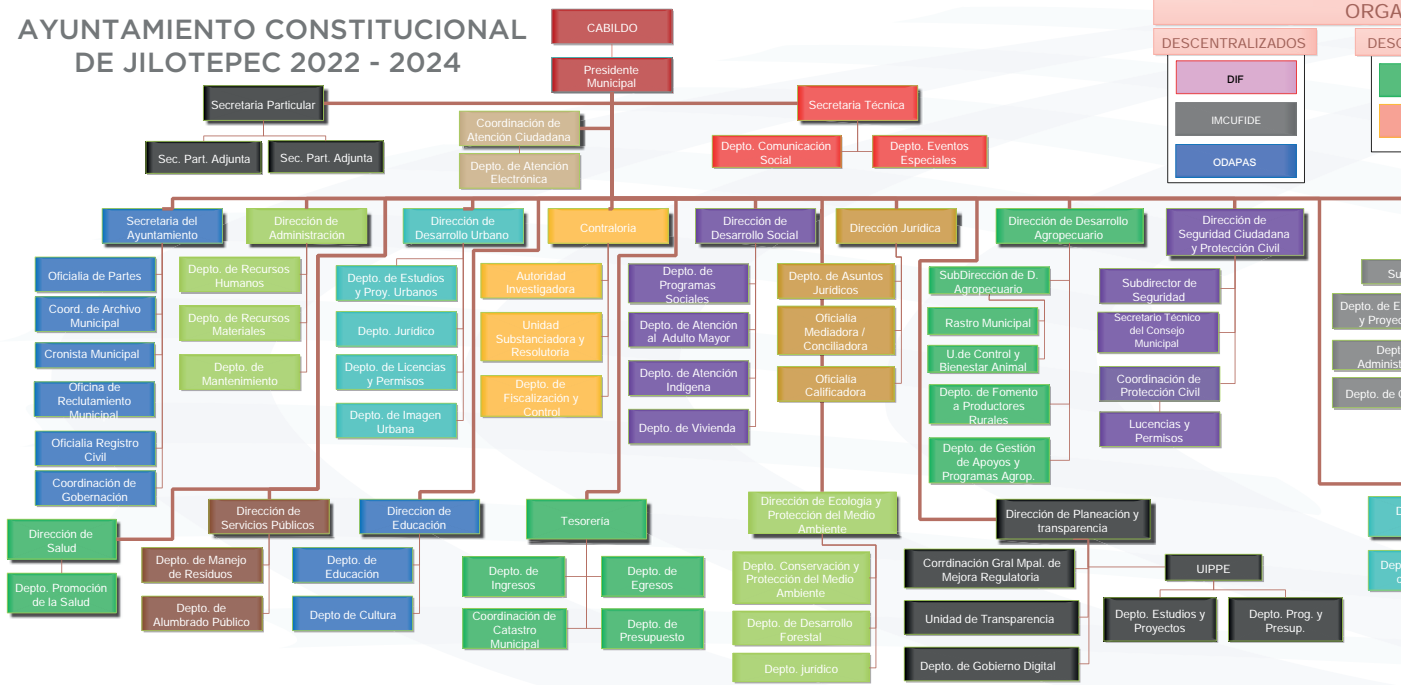 AYUNTAMIENTO CONSTITUCIONAL
DE JILOTEPEC 2022 - 2024
CABILDO
Presidente
Municipal
ORGA
DESCENTRALIZADOS
DESC
DIF
IMCUFIDE
ODAPAS
Secretaria Particular
Secretaria Técnica
Sec. Part. Adjunta
Sec. Part. Adjunta
Coordinación de
Atención Ciudadana
Depto. de Atención
Electrónica
Depto. Comunicación
Social
Depto. Eventos
Especiales
Secretaria del
Ayuntamiento
Oficialia de Partes
Coord. de Archivo
Municipal
Cronista Municipal
Oficina de
Reclutamiento
Municipal
Oficialia Registro
Civil
Coordinación de
Gobernación
Dirección de
Administración
Depto. de Recursos
Humanos
Depto. de Recursos
Materiales
Depto. de
Mantenimiento
Dirección de
Desarrollo Urbano
Depto. de Estudios
y Proy. Urbanos
Depto. Jurídico
Depto. de Licencias
y Permisos
Depto. de Imagen
Urbana
Contraloría
Autoridad
Investigadora
Unidad
Substanciadora y
Resolutoria
Depto. de
Fiscalización y
Control
Dirección de
Desarrollo Social
Depto. de
Programas
Sociales
Depto. de Atención
al Adulto Mayor
Depto. de Atención
Indígena
Depto. de Vivienda
Dirección Jurídica
Depto. de Asuntos
Jurídicos
Oficialia
Mediadora /
Conciliadora
Oficialia
Calificadora
Dirección de Desarrollo
Agropecuario
SubDirección de D.
Agropecuario
Rastro Municipal
U.de Control y
Bienestar Animal
Depto. de Fomento
a Productores
Rurales
Depto. de Gestión
de Apoyos y
Programas Agrop.
Dirección de
Seguridad Ciudadana
y Protección Civil
Subdirector de
Seguridad
Secretario Técnico
del Consejo
Municipal
Coordinación de
Protección Civil
Lucencias y
Permisos
Su
Depto. de E
y Proyec
Dept
Administ
Depto. de C
Dirección de
Salud
Depto. Promoción
de la Salud
Dirección de
Servicios Públicos
Depto. de Manejo
de Residuos
Depto. de
Alumbrado Público
Direccion de
Educación
Depto. de
Educación
Depto de Cultura
Tesorería
Depto. de
Ingresos
Depto. de
Egresos
Coordinación de
Catastro
Municipal
Depto. de
Presupuesto
Dirección de Ecología y
Protección del Medio
Ambiente
Depto. Conservación y
Protección del Medio
Ambiente
Depto. de Desarrollo
Forestal
Depto. jurídico
Dirección de Planeación y
transparencia
Corrdinación Gral Mpal. de
Mejora Regulatoria
Unidad de Transparencia
Depto. de Gobierno Digital
UIPPE
Depto. Estudios y
Proyectos
Depto. Prog. y
Presup.
D
Dep
d